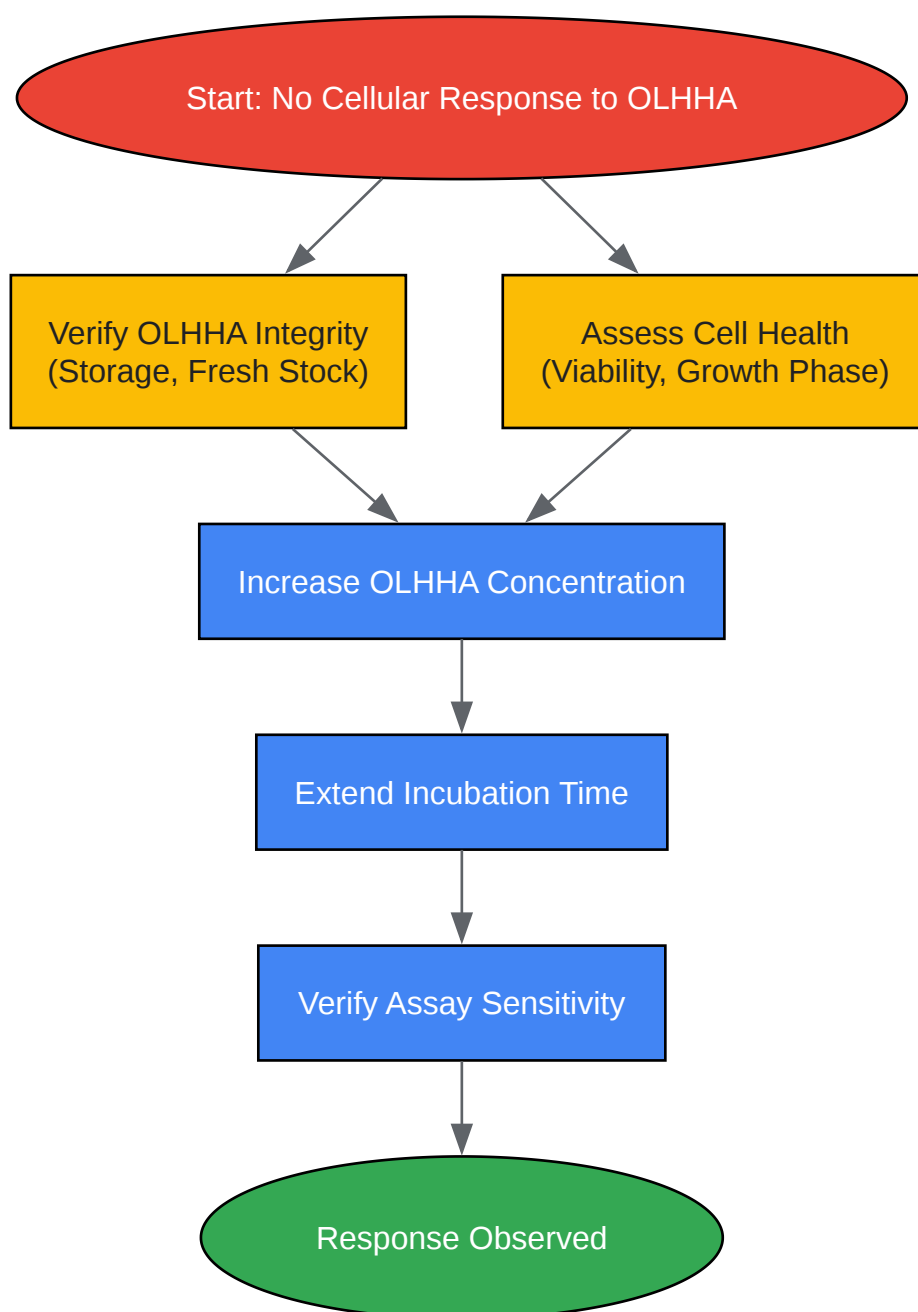 Start: No Cellular Response to OLHHA
Verify OLHHA Integrity
(Storage, Fresh Stock)
Assess Cell Health
(Viability, Growth Phase)
Increase OLHHA Concentration
Extend Incubation Time
Verify Assay Sensitivity
Response Observed